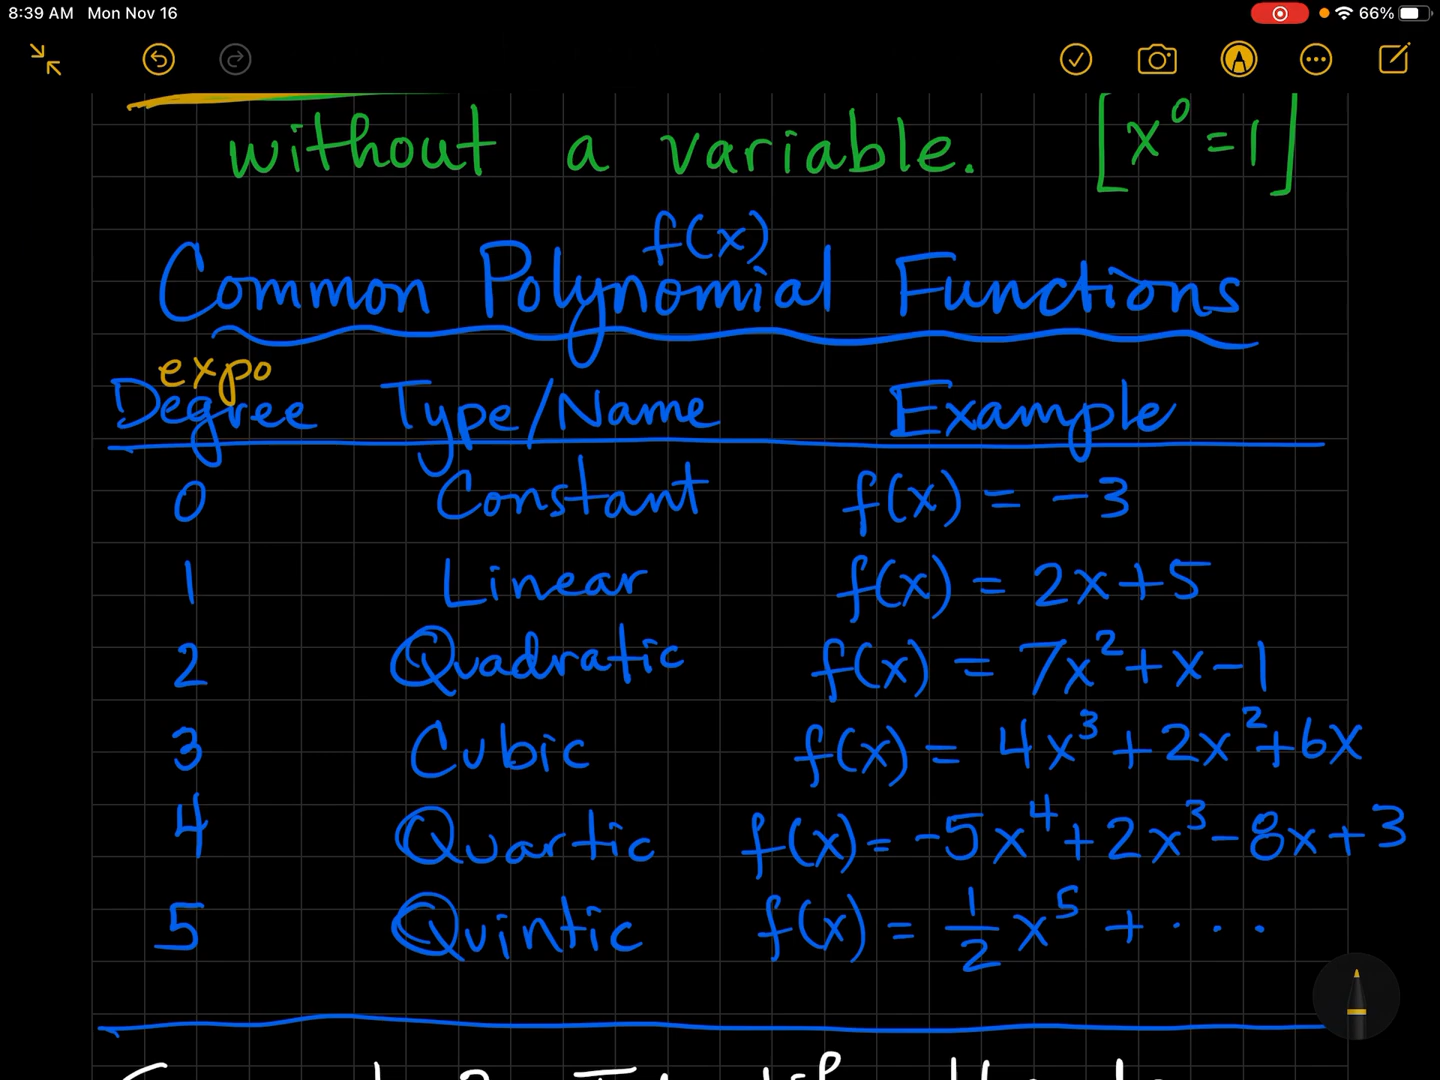 8:39 AM Mon Nov 16 66%
without a variable. [x⁰ = 1]
f(x)
Common Polynomial Functions
expo
Degree Type/Name Example
0 Constant f(x) = -3
1 Linear f(x) = 2x+5
2 Quadratic f(x) = 7x²+x-1
3 Cubic f(x) = 4x³+2x²+6x
4 Quartic f(x) = -5x⁴+2x³-8x+3
5 Quintic f(x) = 1/2 x⁵ + ....